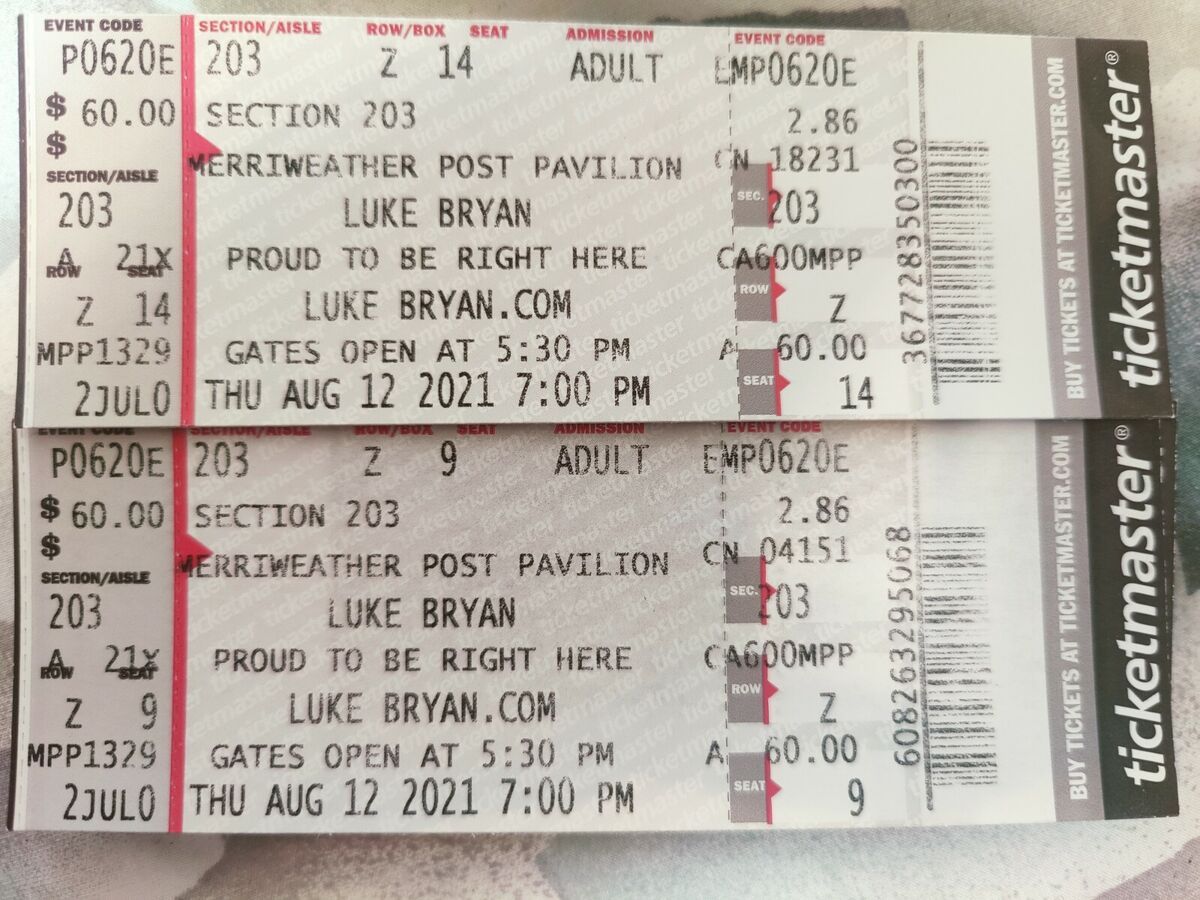 EVENT CODE SECTION/AISLE ROW/BOX SEAT ADMISSION EVENT CODE
P0620E 203 Z 14 ADULT EMP0620E
$ 60.00 SECTION 203 2.86
$ MERRIWEATHER POST PAVILION CN 18231
SECTION/AISLE SEC.
203 LUKE BRYAN 203
A 21X PROUD TO BE RIGHT HERE CA600MPP
ROW SEAT ROW
Z 14 LUKE BRYAN.COM Z
MPP1329 GATES OPEN AT 5:30 PM A 60.00
2JUL0 THU AUG 12 2021 7:00 PM SEAT 14
367728350300
BUY TICKETS AT TICKETMASTER.COM
ticketmaster®
EVENT CODE SECTION/AISLE ROW/BOX SEAT ADMISSION EVENT CODE
P0620E 203 Z 9 ADULT EMP0620E
$ 60.00 SECTION 203 2.86
$ MERRIWEATHER POST PAVILION CN 04151
SECTION/AISLE SEC.
203 LUKE BRYAN 203
A 21X PROUD TO BE RIGHT HERE CA600MPP
ROW SEAT ROW
Z 9 LUKE BRYAN.COM Z
MPP1329 GATES OPEN AT 5:30 PM A 60.00
2JUL0 THU AUG 12 2021 7:00 PM SEAT 9
608263295068
BUY TICKETS AT TICKETMASTER.COM
ticketmaster®